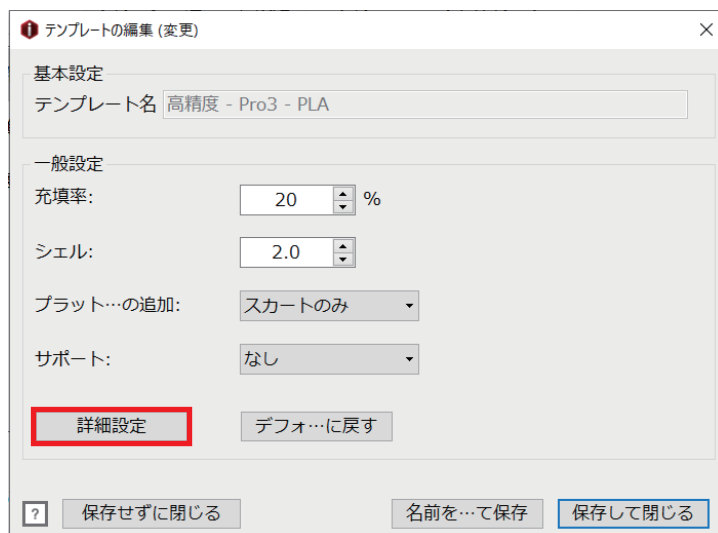 テンプレートの編集 (変更)
基本設定
テンプレート名 高精度 - Pro3 - PLA
一般設定
充填率: 20 %
シェル: 2.0
プラット…の追加: スカートのみ
サポート: なし
詳細設定 デフォ…に戻す
? 保存せずに閉じる 名前を…て保存 保存して閉じる